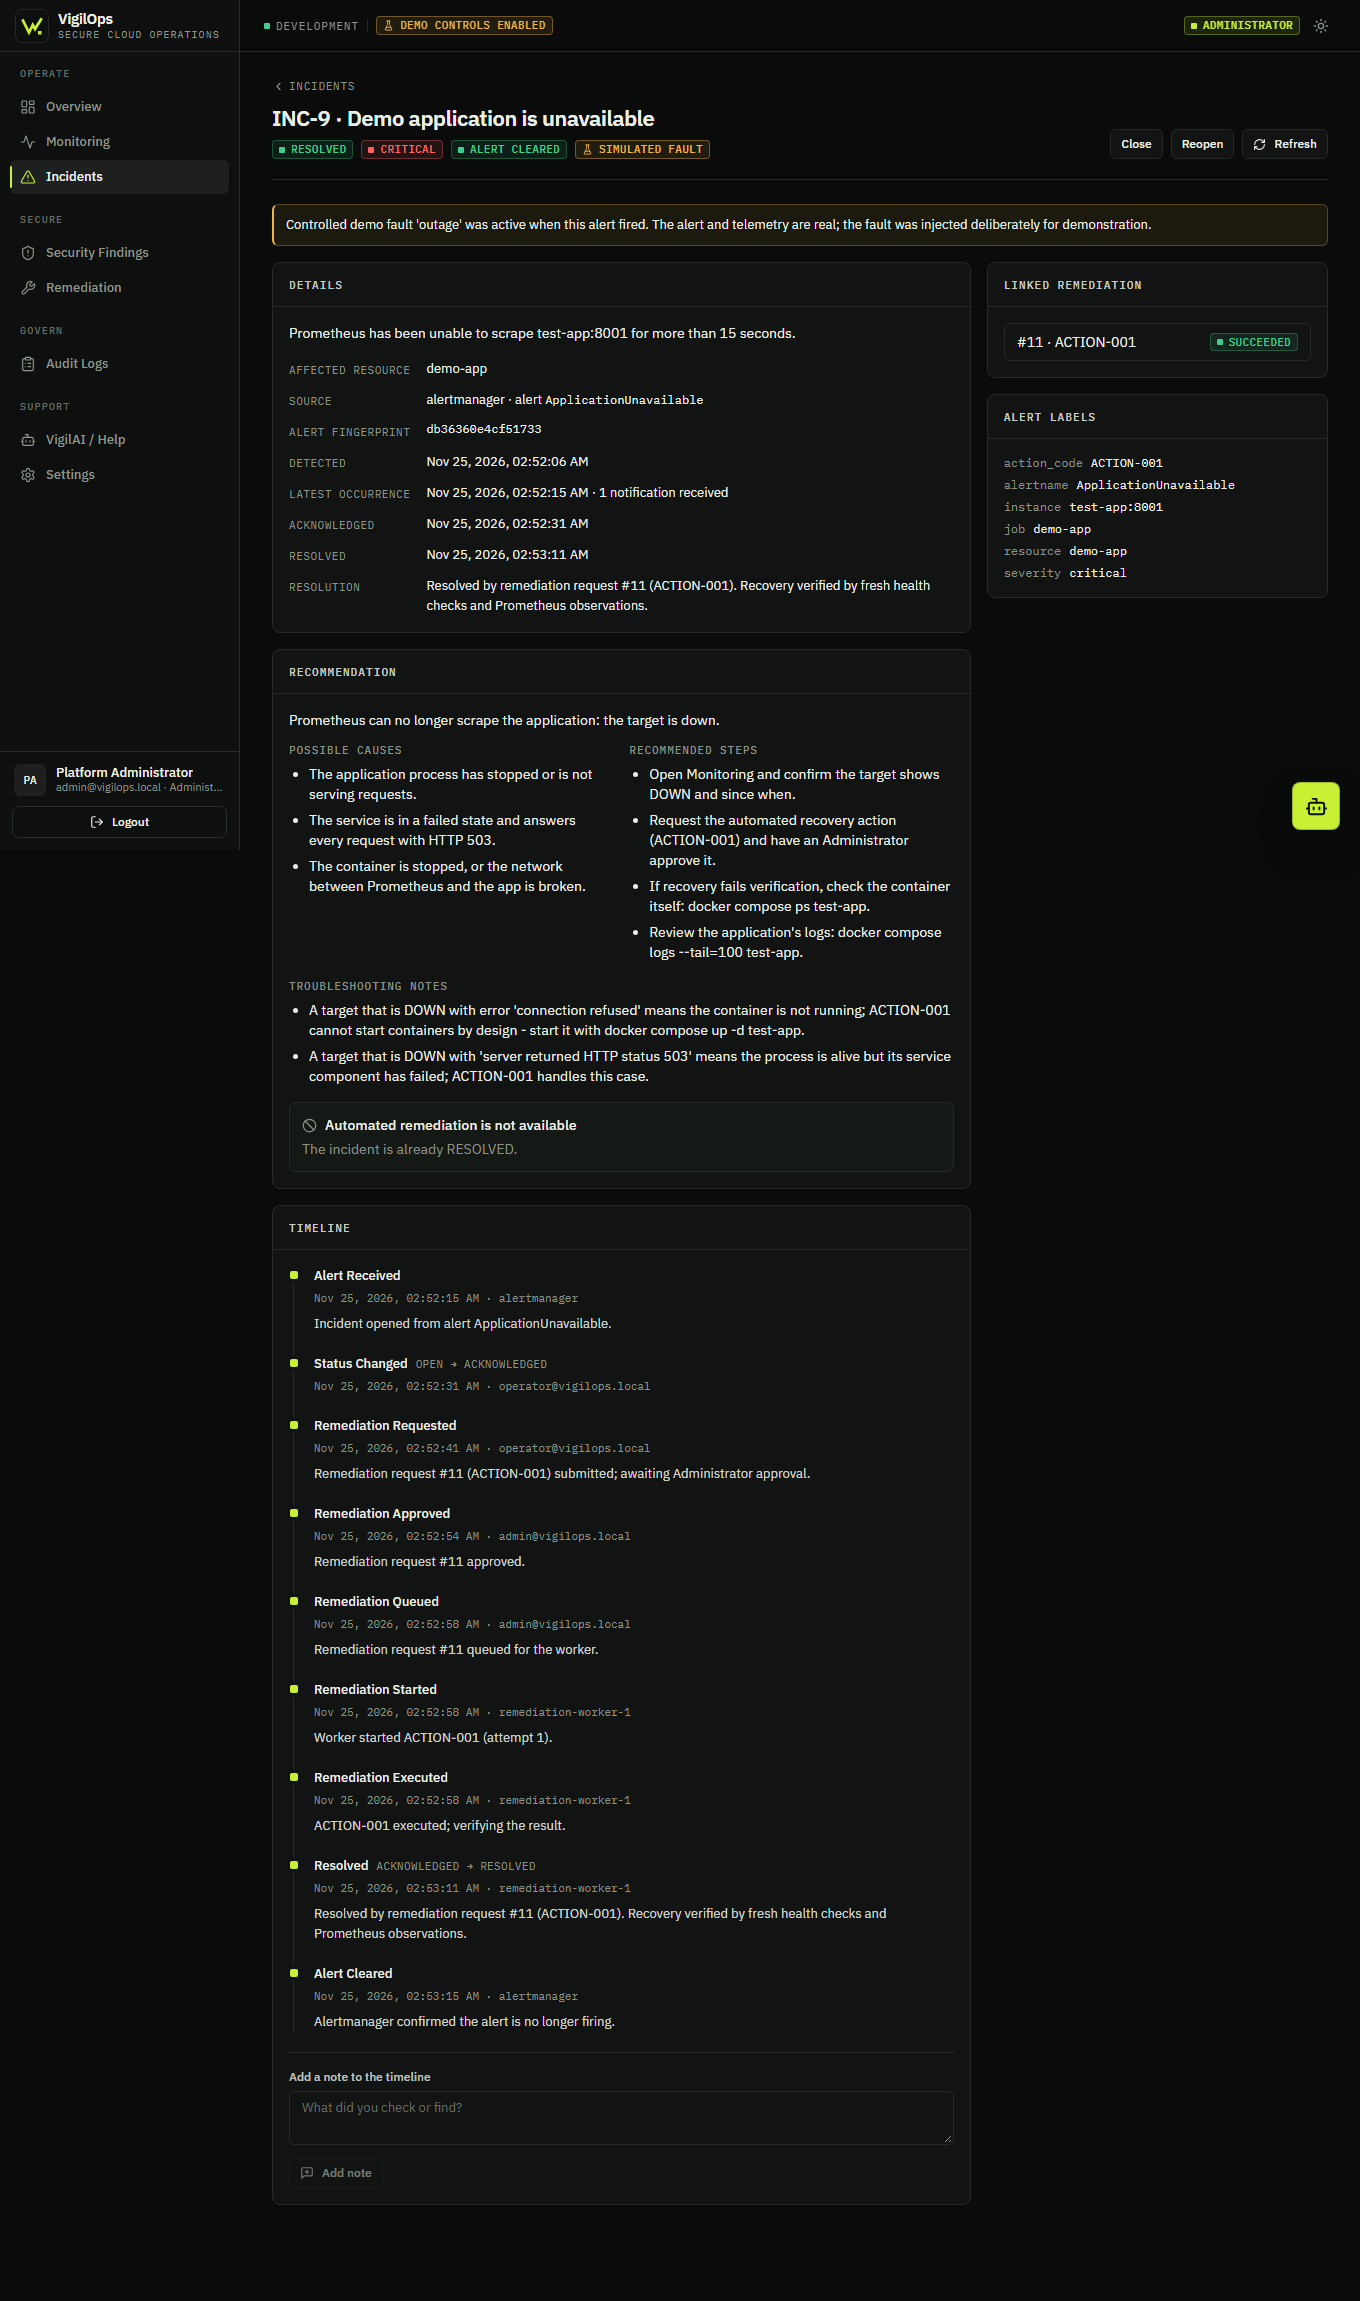 VigilOps
SECURE CLOUD OPERATIONS
DEVELOPMENT
DEMO CONTROLS ENABLED
ADMINISTRATOR
OPERATE
Overview
Monitoring
Incidents
SECURE
Security Findings
Remediation
GOVERN
Audit Logs
SUPPORT
VigilAI / Help
Settings
PA
Platform Administrator
admin@vigilops.local · Administ...
Logout
INCIDENTS
INC-9 · Demo application is unavailable
RESOLVED
CRITICAL
ALERT CLEARED
SIMULATED FAULT
Close
Reopen
Refresh
Controlled demo fault 'outage' was active when this alert fired. The alert and telemetry are real; the fault was injected deliberately for demonstration.
DETAILS
Prometheus has been unable to scrape test-app:8001 for more than 15 seconds.
AFFECTED RESOURCE demo-app
SOURCE alertmanager · alert ApplicationUnavailable
ALERT FINGERPRINT db36360e4cf51733
DETECTED Nov 25, 2026, 02:52:06 AM
LATEST OCCURRENCE Nov 25, 2026, 02:52:15 AM · 1 notification received
ACKNOWLEDGED Nov 25, 2026, 02:52:31 AM
RESOLVED Nov 25, 2026, 02:53:11 AM
RESOLUTION Resolved by remediation request #11 (ACTION-001). Recovery verified by fresh health
checks and Prometheus observations.
LINKED REMEDIATION
#11 · ACTION-001 SUCCEEDED
ALERT LABELS
action_code ACTION-001
alertname ApplicationUnavailable
instance test-app:8001
job demo-app
resource demo-app
severity critical
RECOMMENDATION
Prometheus can no longer scrape the application: the target is down.
POSSIBLE CAUSES
The application process has stopped or is not
serving requests.
The service is in a failed state and answers
every request with HTTP 503.
The container is stopped, or the network
between Prometheus and the app is broken.
RECOMMENDED STEPS
Open Monitoring and confirm the target shows
DOWN and since when.
Request the automated recovery action
(ACTION-001) and have an Administrator
approve it.
If recovery fails verification, check the container
itself: docker compose ps test-app.
Review the application's logs: docker compose
logs --tail=100 test-app.
TROUBLESHOOTING NOTES
A target that is DOWN with error 'connection refused' means the container is not running; ACTION-001
cannot start containers by design - start it with docker compose up -d test-app.
A target that is DOWN with 'server returned HTTP status 503' means the process is alive but its service
component has failed; ACTION-001 handles this case.
Automated remediation is not available
The incident is already RESOLVED.
TIMELINE
Alert Received
Nov 25, 2026, 02:52:15 AM · alertmanager
Incident opened from alert ApplicationUnavailable.
Status Changed OPEN → ACKNOWLEDGED
Nov 25, 2026, 02:52:31 AM · operator@vigilops.local
Remediation Requested
Nov 25, 2026, 02:52:41 AM · operator@vigilops.local
Remediation request #11 (ACTION-001) submitted; awaiting Administrator approval.
Remediation Approved
Nov 25, 2026, 02:52:54 AM · admin@vigilops.local
Remediation request #11 approved.
Remediation Queued
Nov 25, 2026, 02:52:58 AM · admin@vigilops.local
Remediation request #11 queued for the worker.
Remediation Started
Nov 25, 2026, 02:52:58 AM · remediation-worker-1
Worker started ACTION-001 (attempt 1).
Remediation Executed
Nov 25, 2026, 02:52:58 AM · remediation-worker-1
ACTION-001 executed; verifying the result.
Resolved ACKNOWLEDGED → RESOLVED
Nov 25, 2026, 02:53:11 AM · remediation-worker-1
Resolved by remediation request #11 (ACTION-001). Recovery verified by fresh health checks and
Prometheus observations.
Alert Cleared
Nov 25, 2026, 02:53:15 AM · alertmanager
Alertmanager confirmed the alert is no longer firing.
Add a note to the timeline
What did you check or find?
Add note